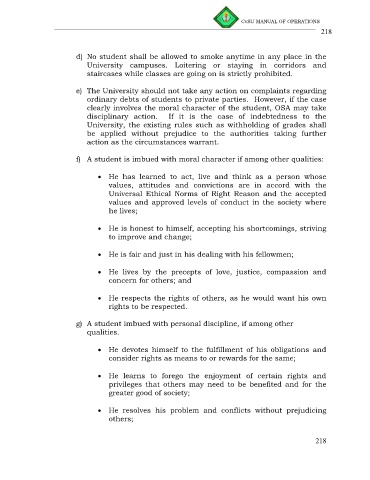 CvSU MANUAL OF OPERATIONS
218
d) No student shall be allowed to smoke anytime in any place in the
University campuses. Loitering or staying in corridors and
staircases while classes are going on is strictly prohibited.
e) The University should not take any action on complaints regarding
ordinary debts of students to private parties. However, if the case
clearly involves the moral character of the student, OSA may take
disciplinary action. If it is the case of indebtedness to the
University, the existing rules such as withholding of grades shall
be applied without prejudice to the authorities taking further
action as the circumstances warrant.
f) A student is imbued with moral character if among other qualities:
• He has learned to act, live and think as a person whose
values, attitudes and convictions are in accord with the
Universal Ethical Norms of Right Reason and the accepted
values and approved levels of conduct in the society where
he lives;
• He is honest to himself, accepting his shortcomings, striving
to improve and change;
• He is fair and just in his dealing with his fellowmen;
• He lives by the precepts of love, justice, compassion and
concern for others; and
• He respects the rights of others, as he would want his own
rights to be respected.
g) A student imbued with personal discipline, if among other
qualities.
• He devotes himself to the fulfillment of his obligations and
consider rights as means to or rewards for the same;
• He learns to forego the enjoyment of certain rights and
privileges that others may need to be benefited and for the
greater good of society;
• He resolves his problem and conflicts without prejudicing
others;
218